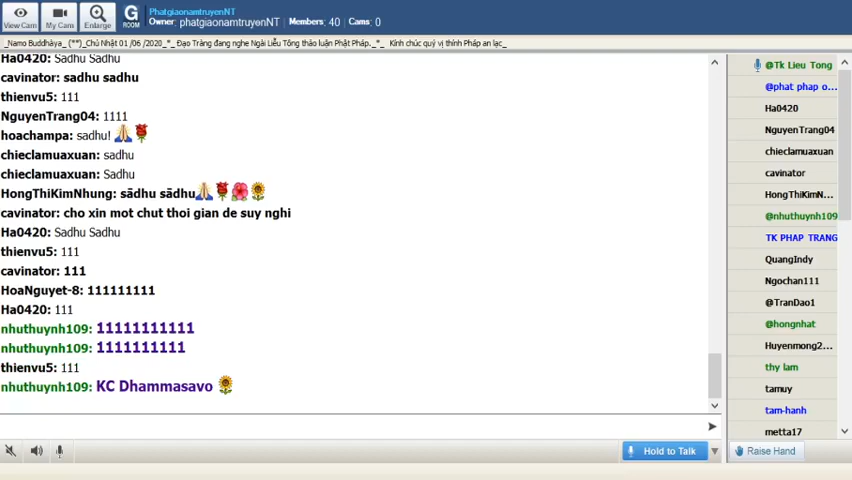 PhatgiaonamtruyenNT
Owner: phatgiaonamtruyenNT Members: 40 Cams: 0
View Cam
My Cam
Enlarge
G
ROOM
_Namo Buddhàya_ (**)_Chủ Nhật 01 /06 /2020_*_ Đạo Tràng đang nghe Ngài Liễu Tông thảo luận Phật Pháp._*_ Kính chúc quý vị thính Pháp an lạc_
Ha0420: Sadhu Sadhu
cavinator: sadhu sadhu
thienvu5: 111
NguyenTrang04: 1111
hoachampa: sadhu!
chieclamuaxuan: sadhu
chieclamuaxuan: Sadhu
HongThiKimNhung: sādhu sādhu
cavinator: cho xin mot chut thoi gian de suy nghi
Ha0420: Sadhu Sadhu
thienvu5: 111
cavinator: 111
HoaNguyet-8: 111111111
Ha0420: 111
nhuthuynh109: 11111111111
nhuthuynh109: 1111111111
thienvu5: 111
nhuthuynh109: KC Dhammasavo
@Tk Lieu Tong
@phat phap o...
Ha0420
NguyenTrang04
chieclamuaxuan
cavinator
HongThiKimN...
@nhuthuynh109
TK PHAP TRANG
QuangIndy
Ngochan111
@TranDao1
@hongnhat
Huyenmong2...
thy lam
tamuy
tam-hanh
metta17
Hold to Talk
Raise Hand